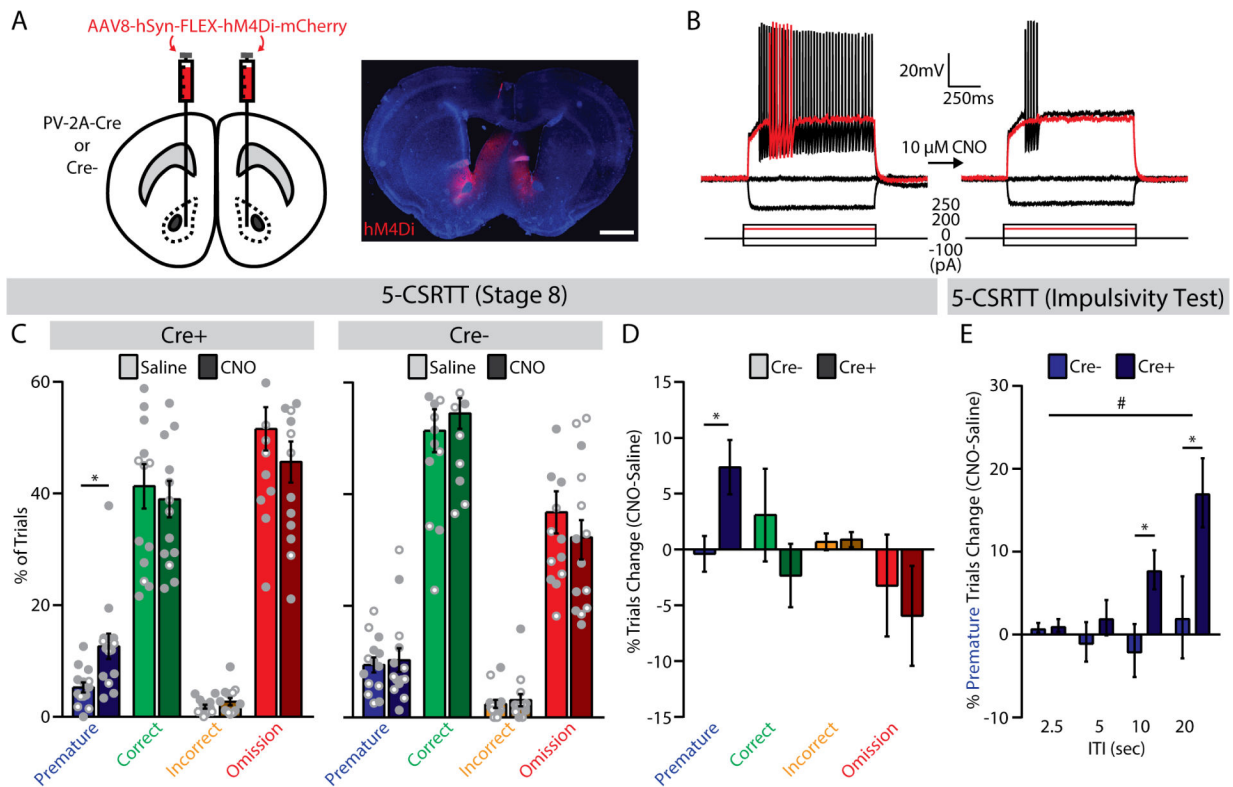 A
AAV8-hSyn-FLEX-hM4Di-mCherry
PV-2A-Cre
or
Cre-
hM4Di
B
20mV
250ms
10 μM CNO
250
200
0
-100
(pA)
5-CSRTT (Stage 8)
5-CSRTT (Impulsivity Test)
C
Cre+
Saline
CNO
% of Trials
60
40
20
0
*
Premature
Correct
Incorrect
Omission
Cre-
Saline
CNO
Premature
Correct
Incorrect
Omission
D
Cre-
Cre+
% Trials Change (CNO-Saline)
15
10
5
0
-5
-10
-15
*
Premature
Correct
Incorrect
Omission
E
Cre-
Cre+
% Premature Trials Change (CNO-Saline)
30
20
10
0
-10
#
*
*
2.5
5
10
20
ITI (sec)